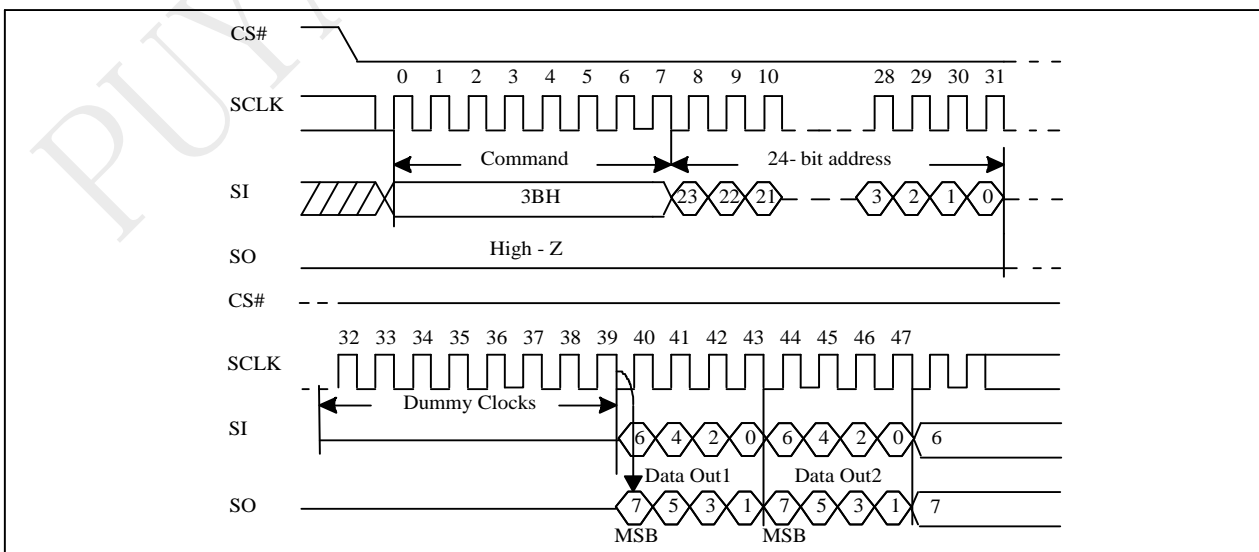 PUYA
CS#
0 1 2 3 4 5 6 7 8 9 10 28 29 30 31
SCLK
Command 24- bit address
SI 3BH 23 22 21 3 2 1 0
SO High - Z
CS#
32 33 34 35 36 37 38 39 40 41 42 43 44 45 46 47
SCLK
Dummy Clocks
SI 6 4 2 0 6 4 2 0 6
Data Out1 Data Out2
SO 7 5 3 1 7 5 3 1 7
MSB MSB